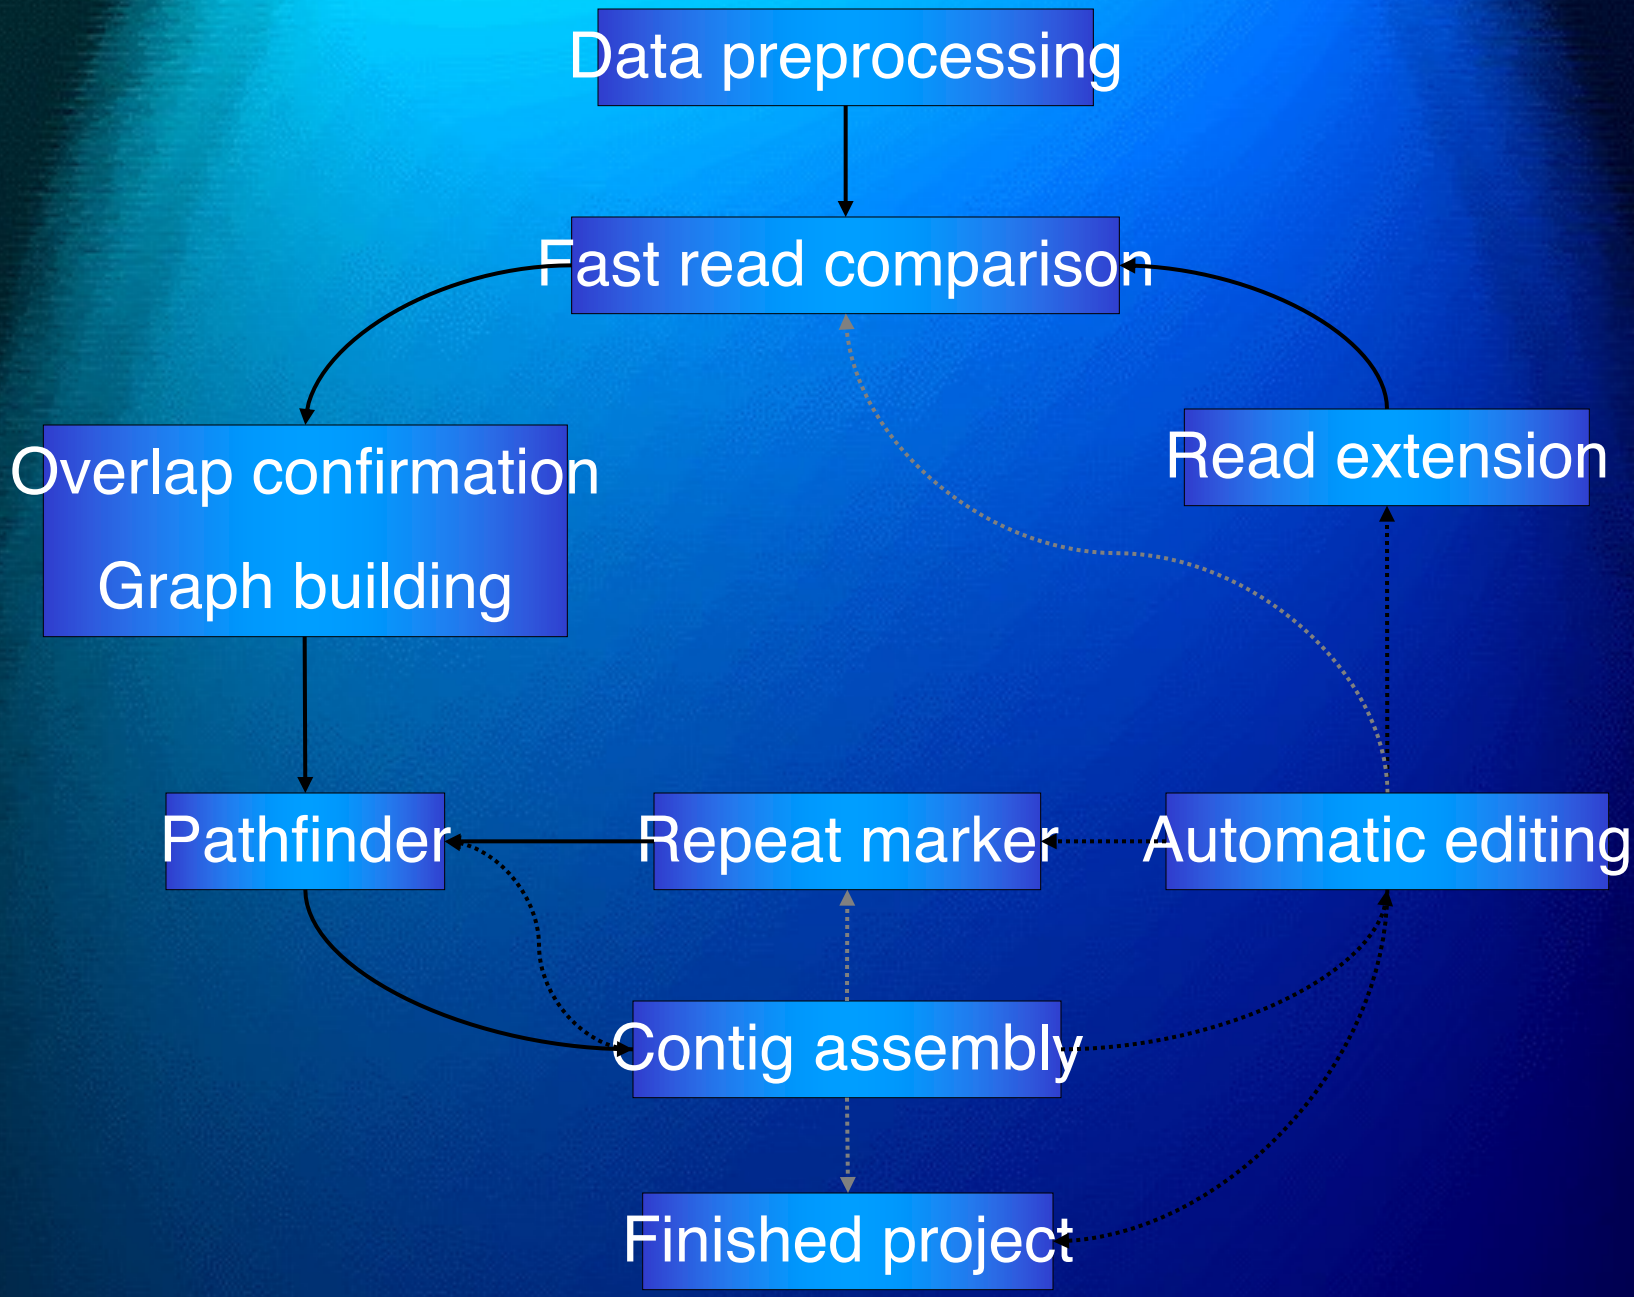 Data preprocessing
Fast read comparison
Read extension
Overlap confirmation
Graph building
Pathfinder
Repeat marker
Automatic editing
Contig assembly
Finished project